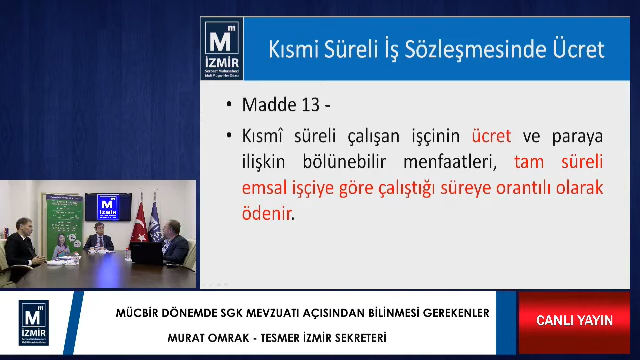 M
İZMİR
Kısmi Süreli İş Sözleşmesinde Ücret
• Madde 13 -
• Kısmî süreli çalışan işçinin ücret ve paraya
ilişkin bölünebilir menfaatleri, tam süreli
emsal işçiye göre çalıştığı süreye orantılı olarak
ödenir.
M
İZMİR
M
İZMİR
MÜCBİR DÖNEMDE SGK MEVZUATI AÇISINDAN BİLİNMESİ GEREKENLER
MURAT OMRAK - TESMER İZMİR SEKRETERİ
CANLI YAYIN